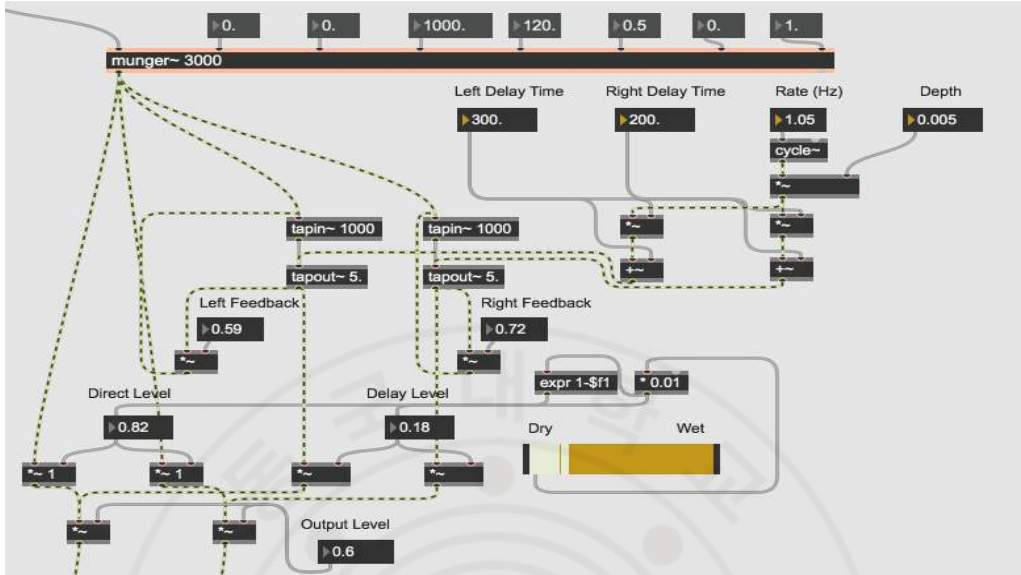 0. 0. 1000. 120. 0.5 0. 1.
munger~ 3000
Left Delay Time Right Delay Time Rate (Hz) Depth
300. 200. 1.05 0.005
cycle~
*~
tapin~ 1000 tapin~ 1000 *~ *~
tapout~ 5. tapout~ 5. +~ +~
Left Feedback Right Feedback
0.59 0.72
*~ *~
expr 1-$f1 * 0.01
Direct Level Delay Level
0.82 0.18
Dry Wet
*~ 1 *~ 1 *~ *~
*~ *~
Output Level
0.6